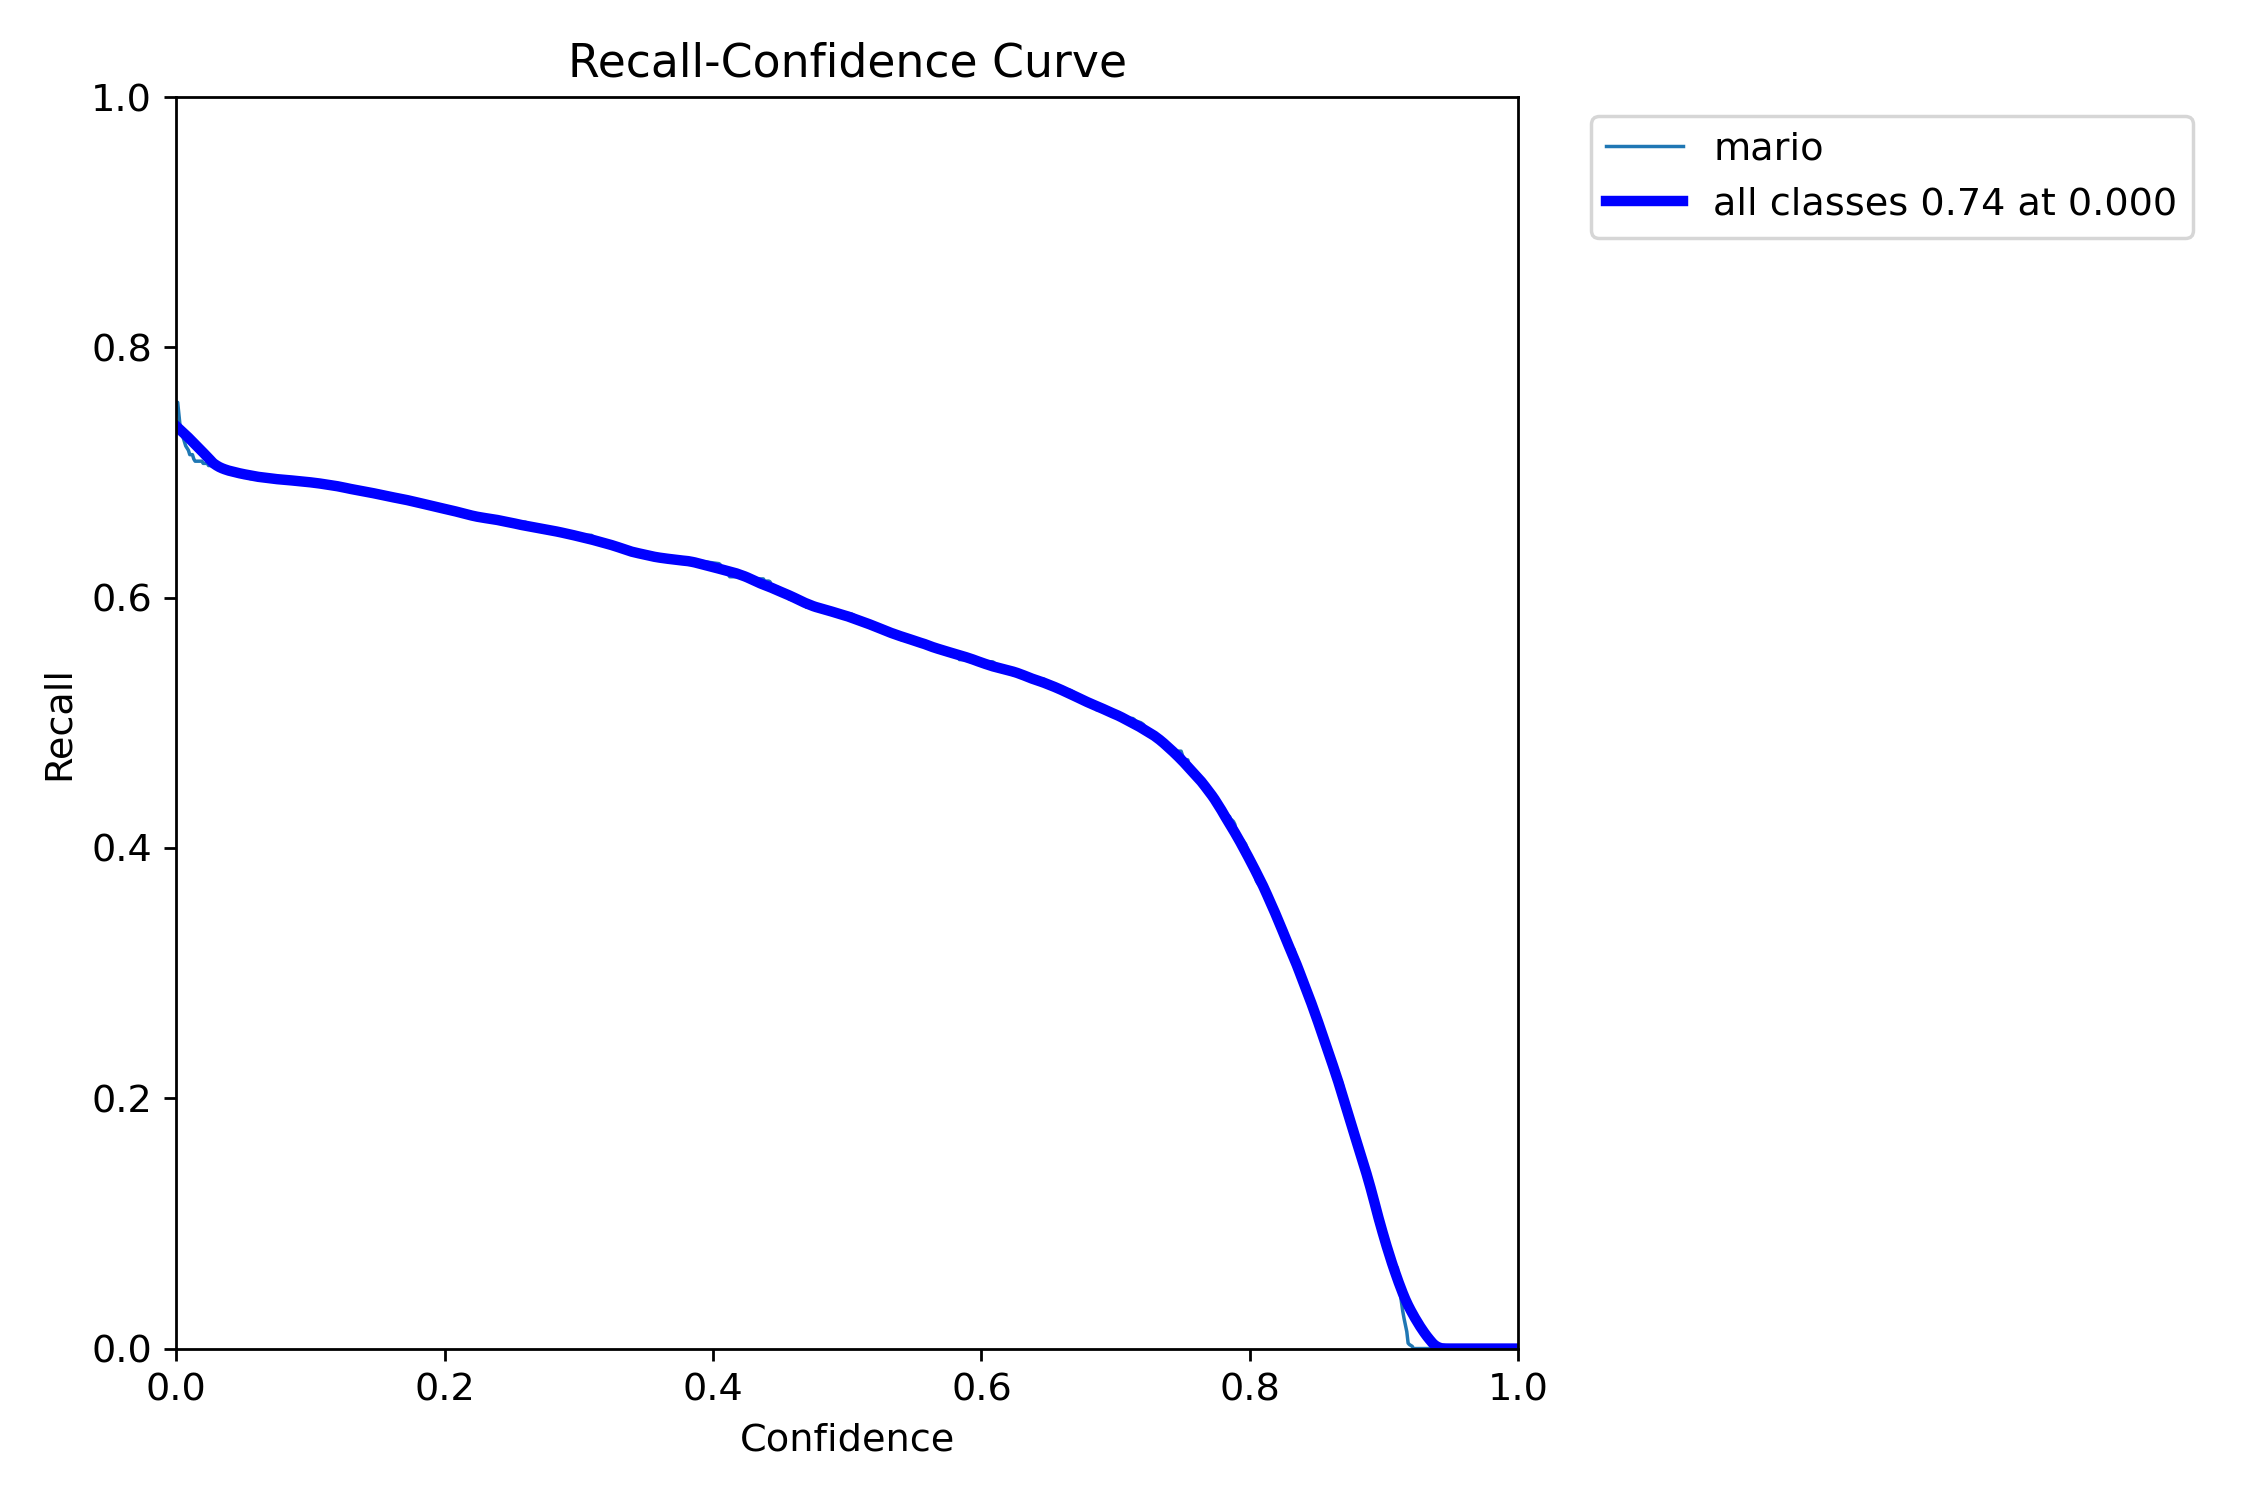 Recall-Confidence Curve
mario
all classes 0.74 at 0.000
1.0
0.8
0.6
0.4
0.2
0.0
Recall
0.0 0.2 0.4 0.6 0.8 1.0
Confidence